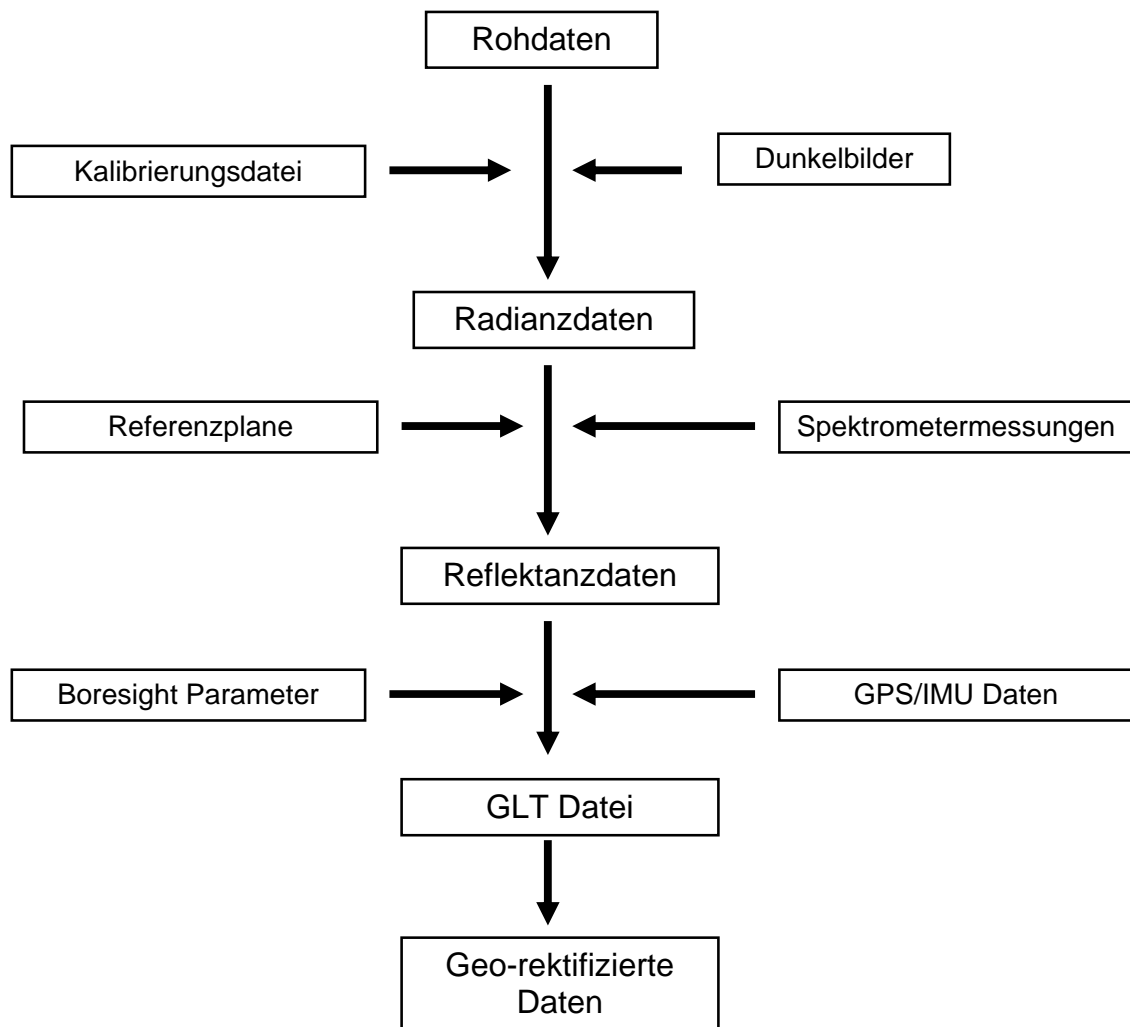 Rohdaten
Kalibrierungsdatei
Dunkelbilder
Radianzdaten
Referenzplane
Spektrometermessungen
Reflektanzdaten
Boresight Parameter
GPS/IMU Daten
GLT Datei
Geo-rektifizierte
Daten